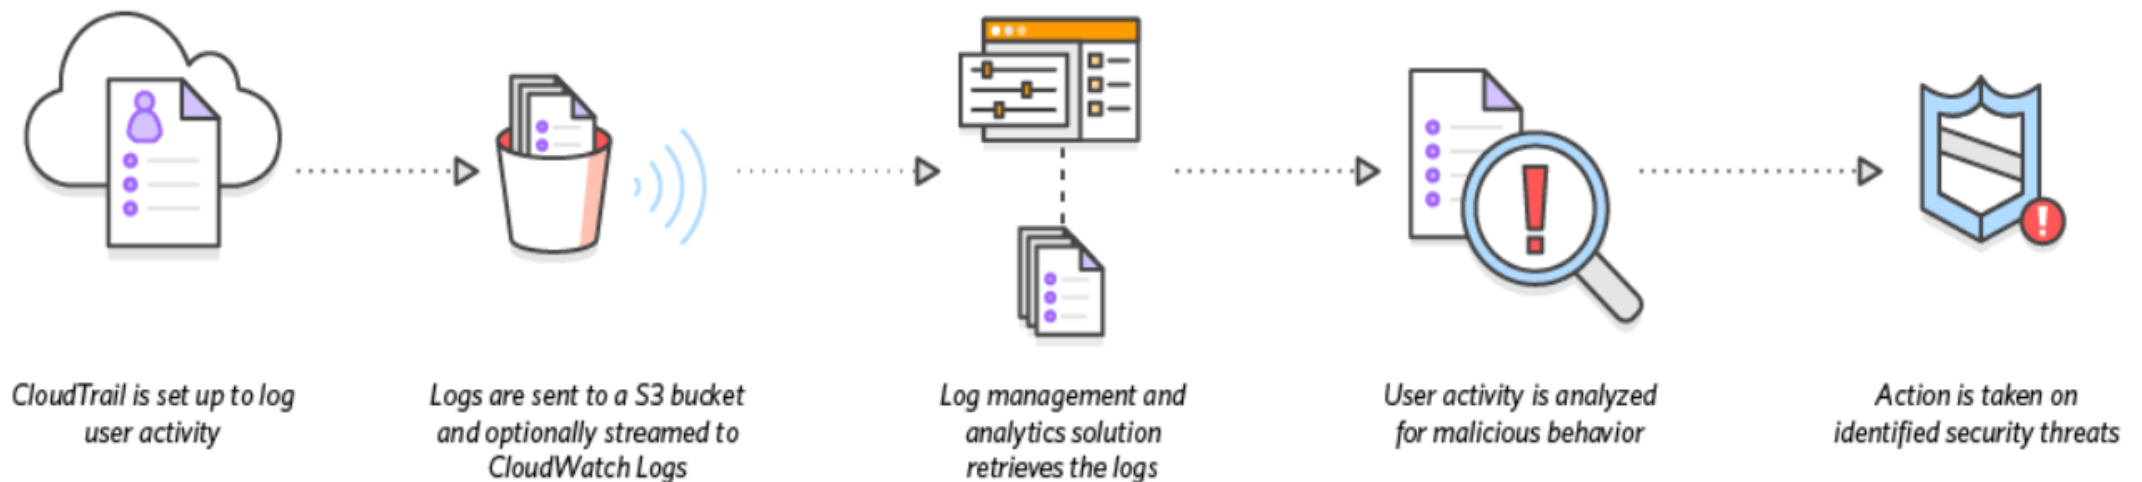 CloudTrail is set up to log
user activity
Logs are sent to a S3 bucket
and optionally streamed to
CloudWatch Logs
Log management and
analytics solution
retrieves the logs
User activity is analyzed
for malicious behavior
Action is taken on
identified security threats